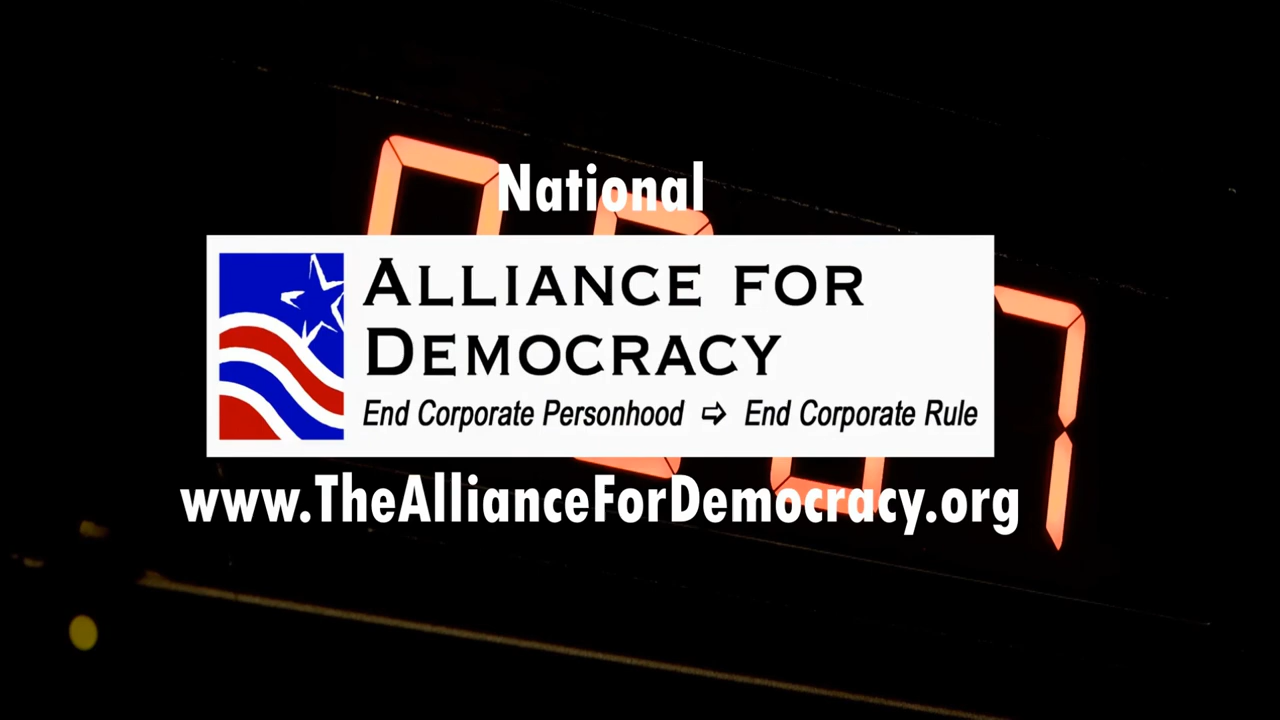 National
ALLIANCE FOR
DEMOCRACY
End Corporate Personhood ⇨ End Corporate Rule
www.TheAllianceForDemocracy.org